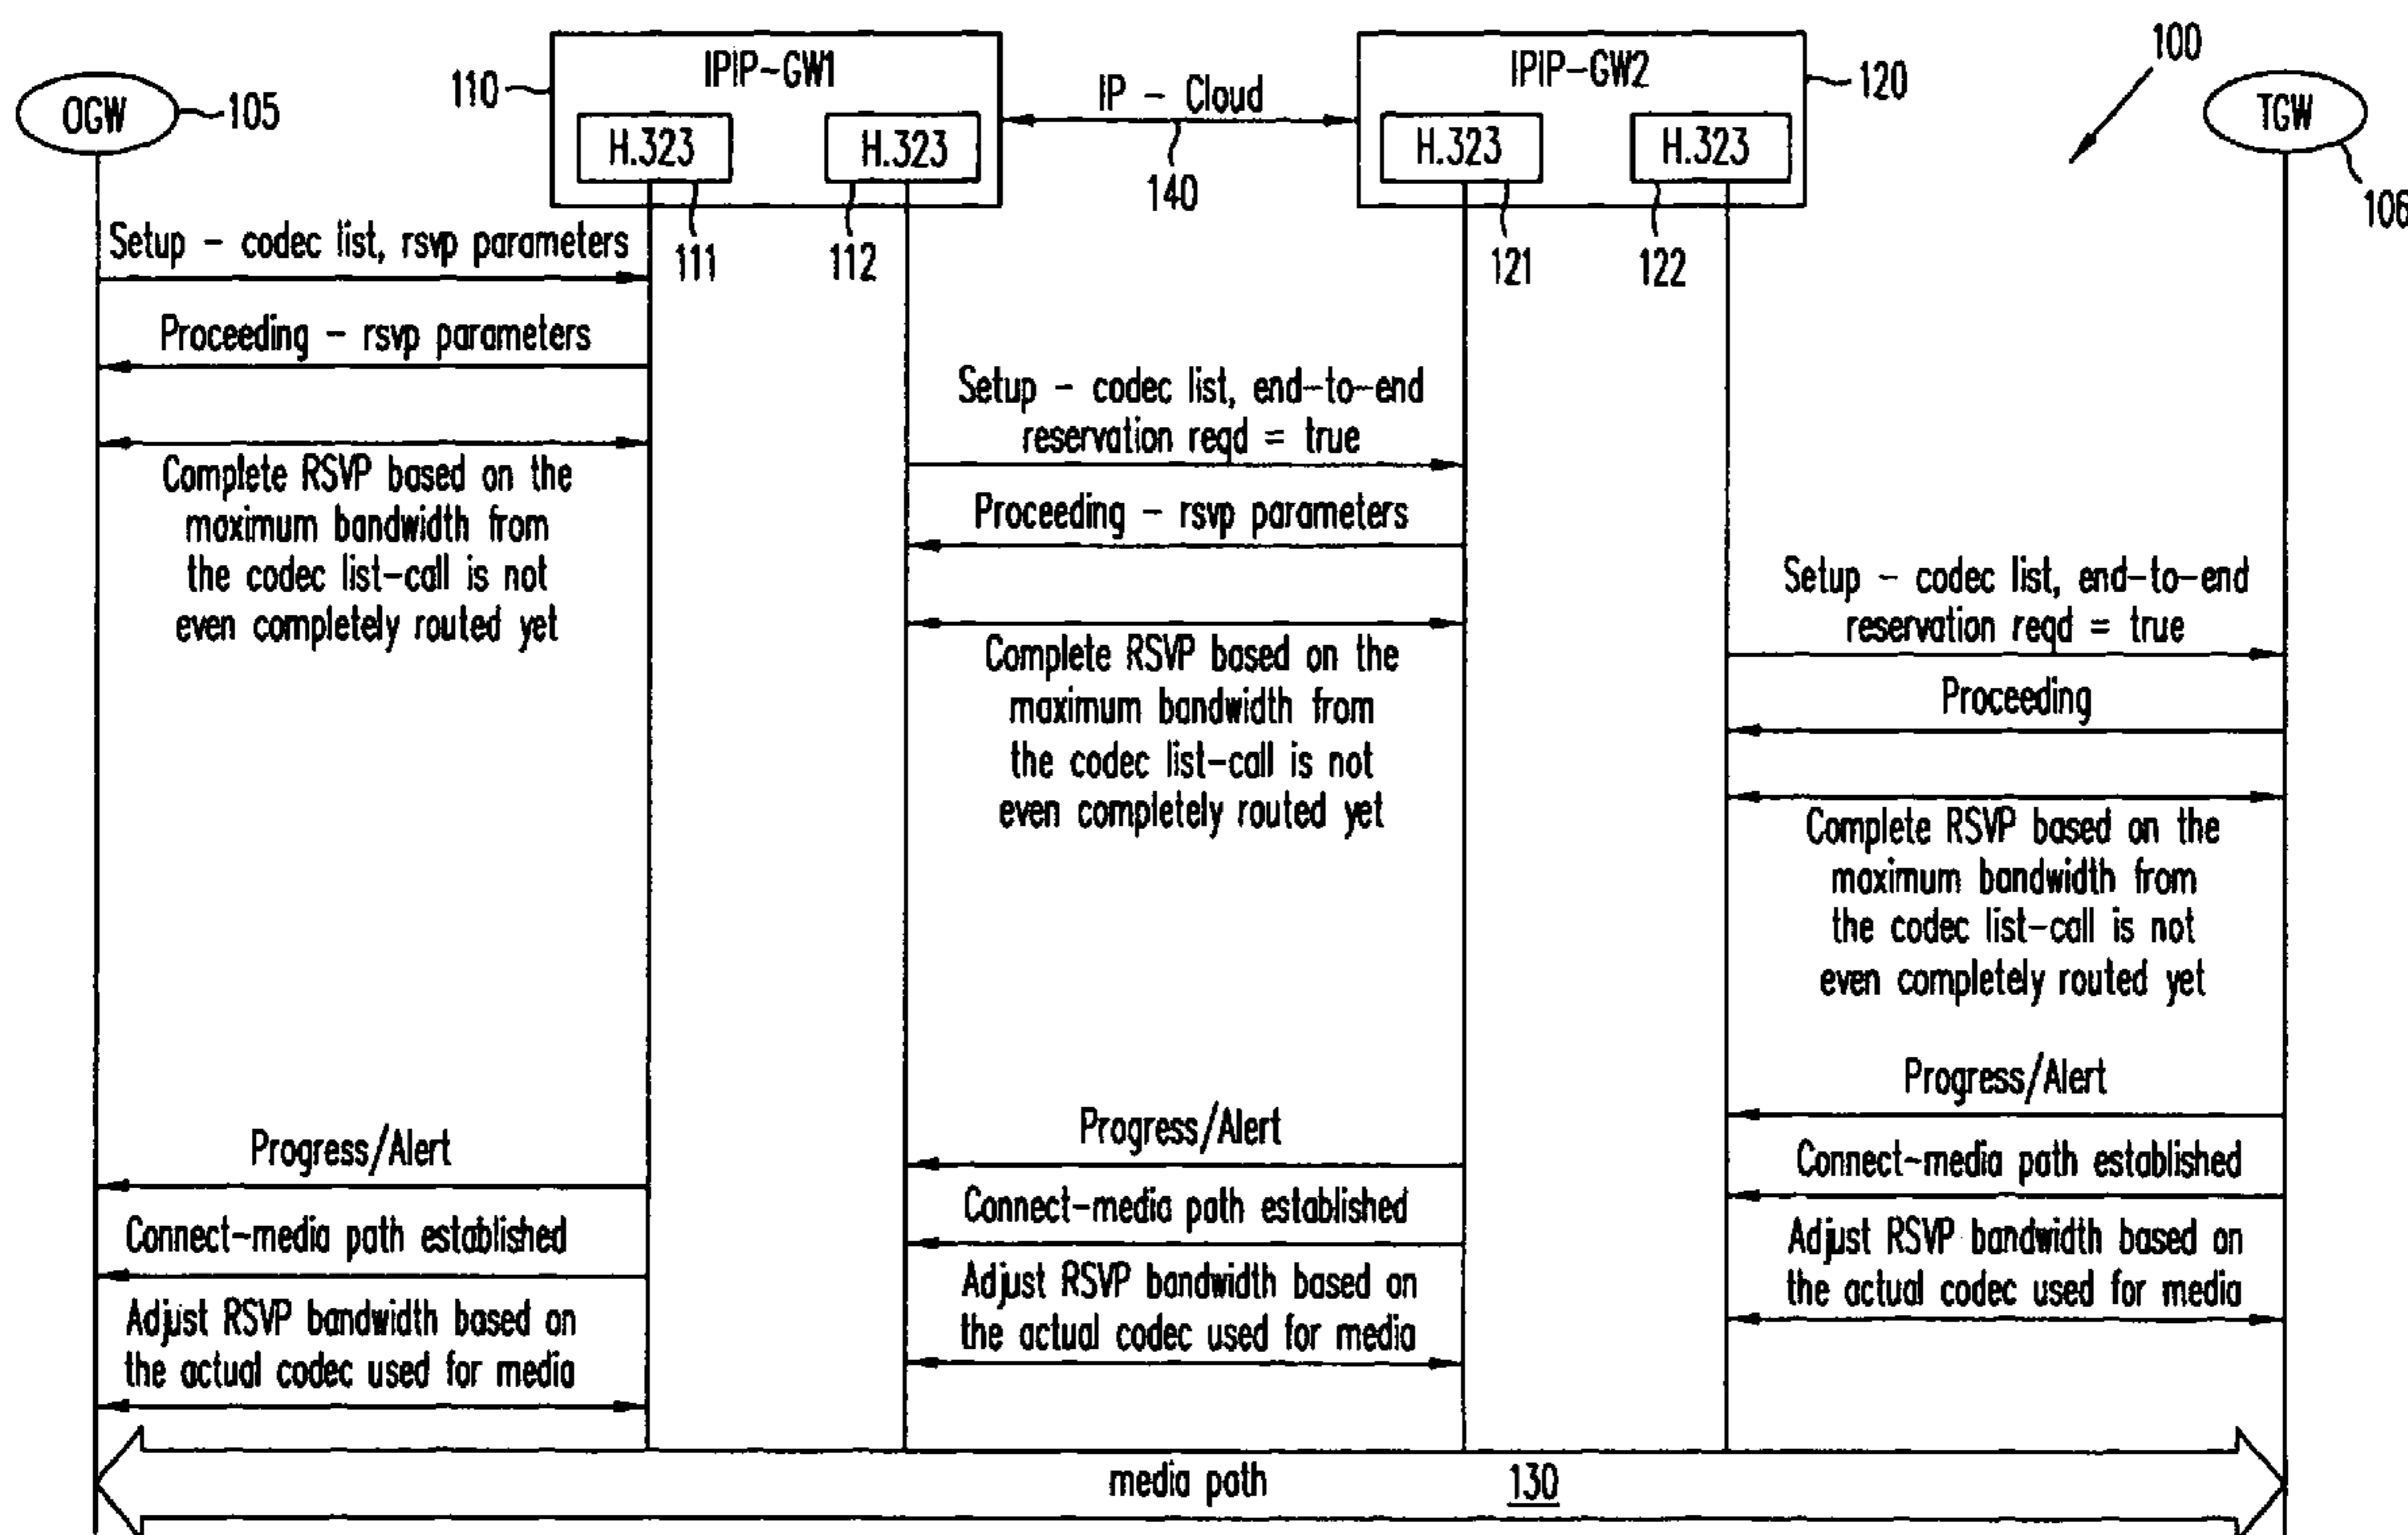 100
IPIP-GW1
IPIP-GW2
110
120
OGW
105
IP - Cloud
TGW
H.323
H.323
H.323
H.323
140
106
111
112
121
122
Setup - codec list, rsvp parameters
Proceeding - rsvp parameters
Setup - codec list, end-to-end
reservation reqd = true
Complete RSVP based on the
maximum bandwidth from
the codec list-call is not
even completely routed yet
Proceeding - rsvp parameters
Setup - codec list, end-to-end
reservation reqd = true
Complete RSVP based on the
maximum bandwidth from
the codec list-call is not
even completely routed yet
Proceeding
Complete RSVP based on the
maximum bandwidth from
the codec list-call is not
even completely routed yet
Progress/Alert
Progress/Alert
Progress/Alert
Connect-media path established
Connect-media path established
Connect-media path established
Adjust RSVP bandwidth based on
the actual codec used for media
Adjust RSVP bandwidth based on
the actual codec used for media
Adjust RSVP bandwidth based on
the actual codec used for media
media path
130